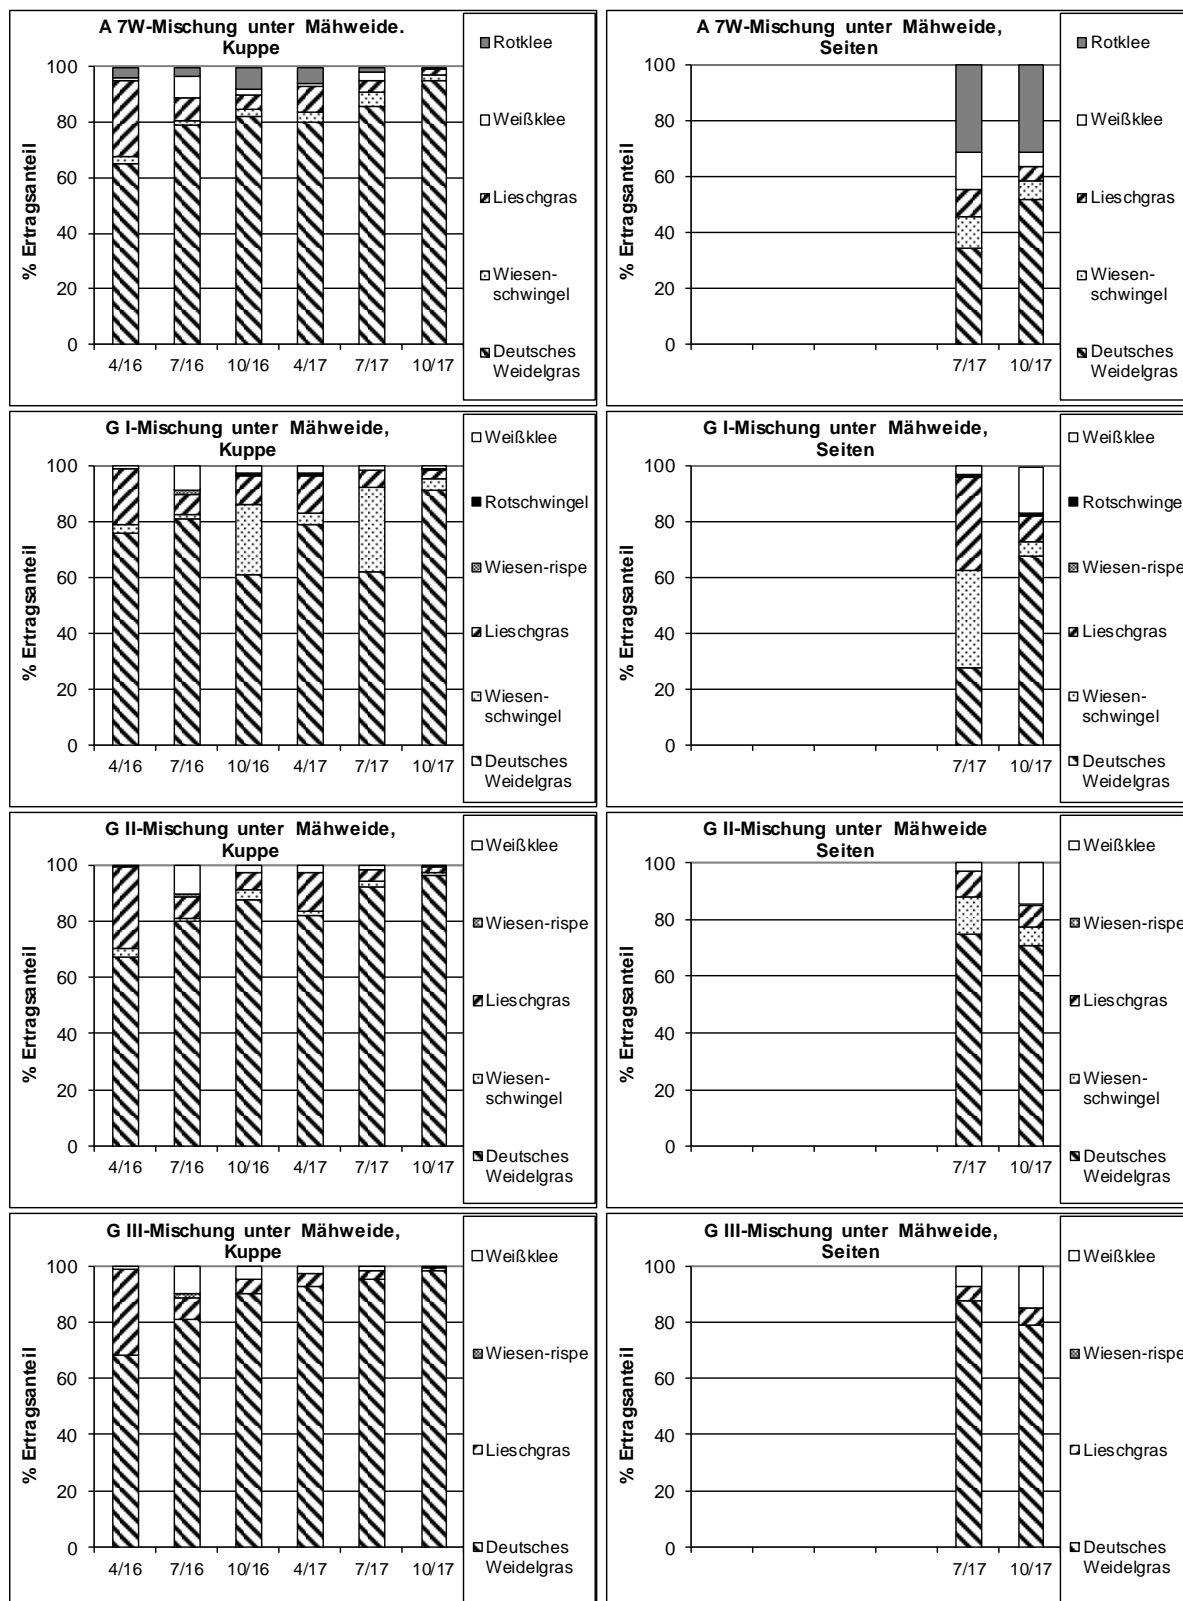 A 7W-Mischung unter Mähweide.
Kuppe
% Ertragsanteil
100
80
60
40
20
0
4/16 7/16 10/16 4/17 7/17 10/17
Rotklee
Weißklee
Lieschgras
Wiesen-
schwingel
Deutsches
Weidelgras
A 7W-Mischung unter Mähweide,
Seiten
% Ertragsanteil
100
80
60
40
20
0
7/17 10/17
Rotklee
Weißklee
Lieschgras
Wiesen-
schwingel
Deutsches
Weidelgras
G I-Mischung unter Mähweide,
Kuppe
% Ertragsanteil
100
80
60
40
20
0
4/16 7/16 10/16 4/17 7/17 10/17
Weißklee
Rotschwingel
Wiesen-rispe
Lieschgras
Wiesen-
schwingel
Deutsches
Weidelgras
G I-Mischung unter Mähweide,
Seiten
% Ertragsanteil
100
80
60
40
20
0
7/17 10/17
Weißklee
Rotschwingel
Wiesen-rispe
Lieschgras
Wiesen-
schwingel
Deutsches
Weidelgras
G II-Mischung unter Mähweide,
Kuppe
% Ertragsanteil
100
80
60
40
20
0
4/16 7/16 10/16 4/17 7/17 10/17
Weißklee
Wiesen-rispe
Lieschgras
Wiesen-
schwingel
Deutsches
Weidelgras
G II-Mischung unter Mähweide
Seiten
% Ertragsanteil
100
80
60
40
20
0
7/17 10/17
Weißklee
Wiesen-rispe
Lieschgras
Wiesen-
schwingel
Deutsches
Weidelgras
G III-Mischung unter Mähweide,
Kuppe
% Ertragsanteil
100
80
60
40
20
0
4/16 7/16 10/16 4/17 7/17 10/17
Weißklee
Wiesen-rispe
Lieschgras
Deutsches
Weidelgras
G III-Mischung unter Mähweide,
Seiten
% Ertragsanteil
100
80
60
40
20
0
7/17 10/17
Weißklee
Wiesen-rispe
Lieschgras
Deutsches
Weidelgras